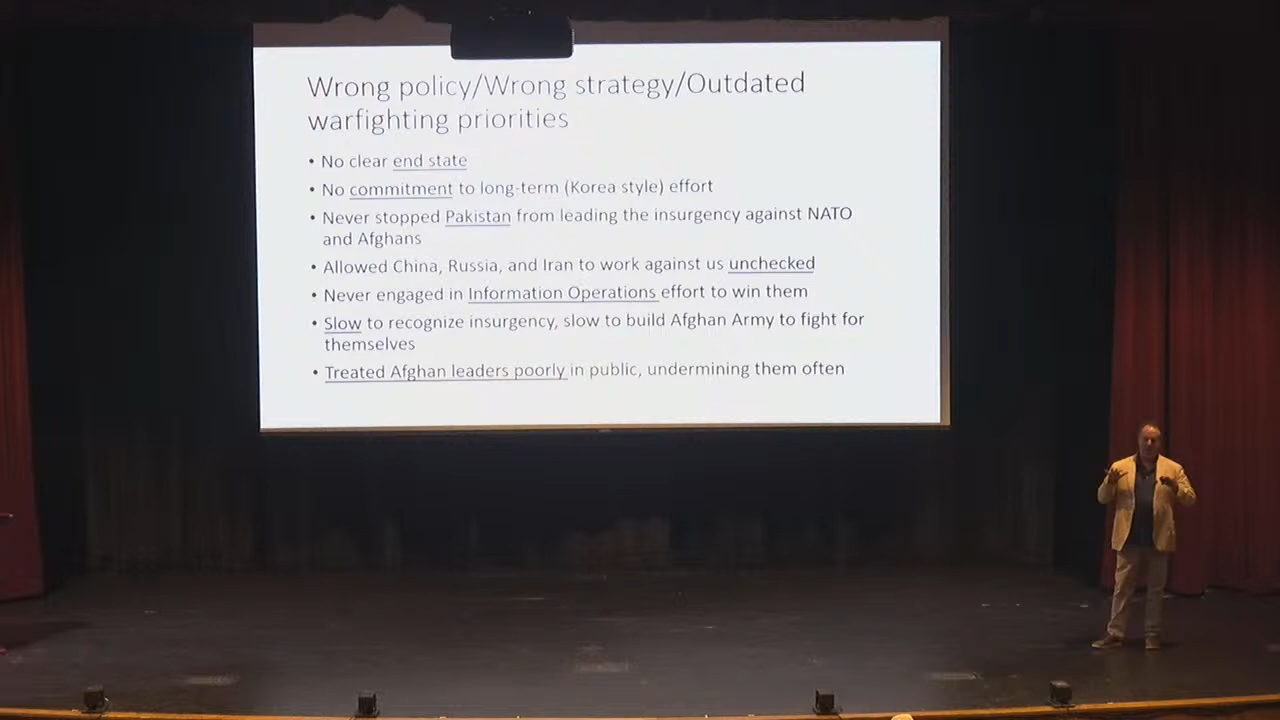 Wrong policy/Wrong strategy/Outdated
warfighting priorities
• No clear end state
• No commitment to long-term (Korea style) effort
• Never stopped Pakistan from leading the insurgency against NATO
and Afghans
• Allowed China, Russia, and Iran to work against us unchecked
• Never engaged in Information Operations effort to win them
• Slow to recognize insurgency, slow to build Afghan Army to fight for
themselves
• Treated Afghan leaders poorly in public, undermining them often